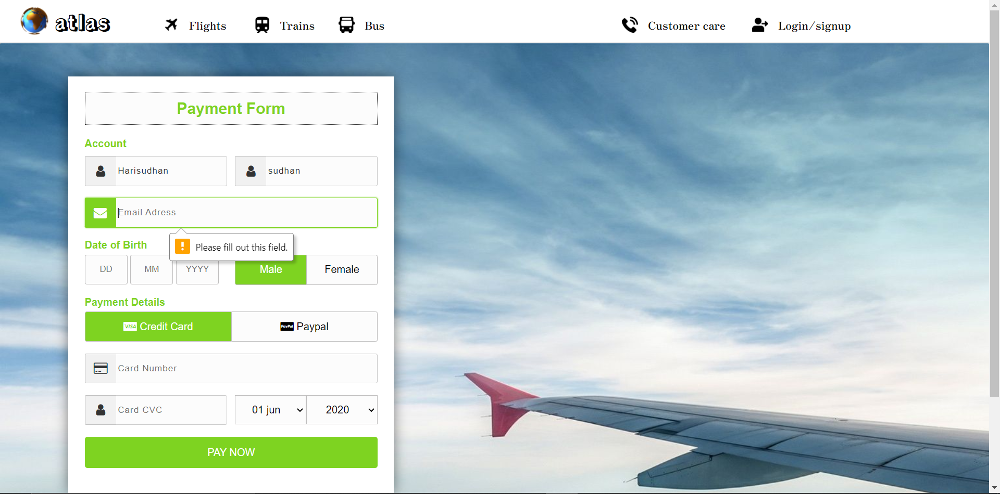 atlas Flights Trains Bus Customer care Login/signup
Payment Form
Account
Harisudhan sudhan
Email Adress
Please fill out this field.
Date of Birth
DD MM YYYY Male Female
Payment Details
VISA Credit Card PayPal Paypal
Card Number
Card CVC 01 jun 2020
PAY NOW